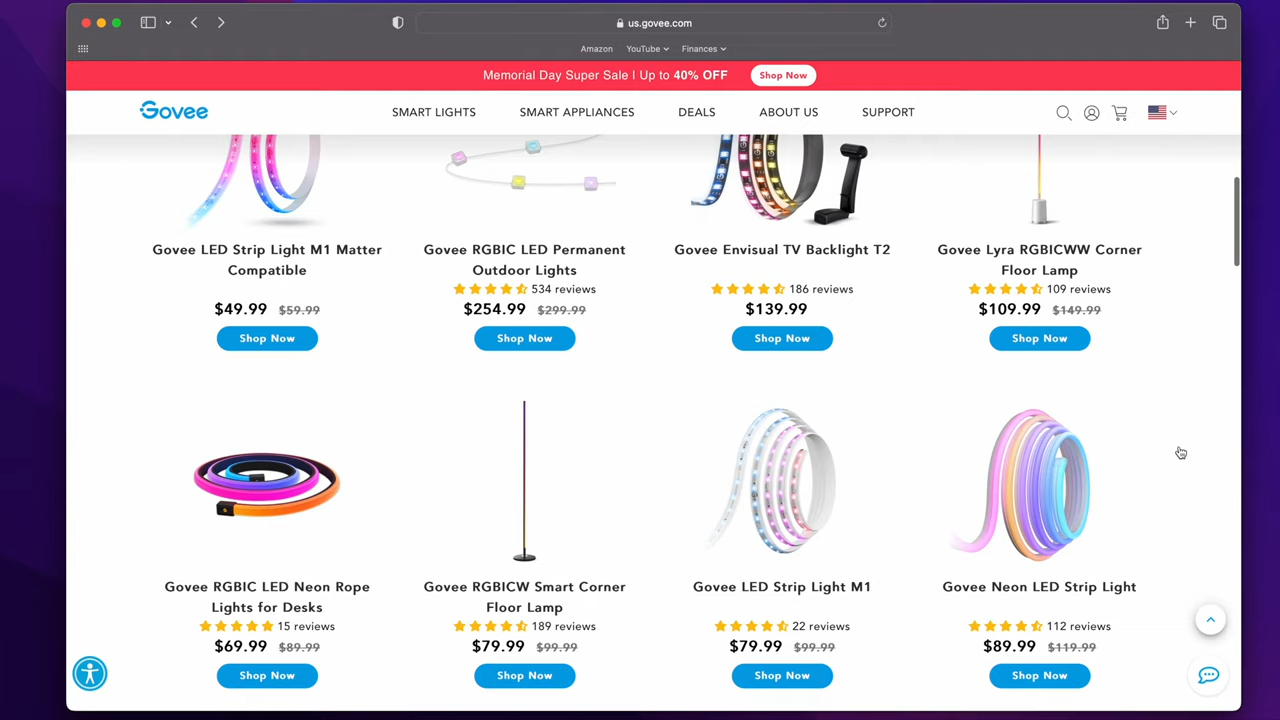 us.govee.com
Amazon YouTube Finances
Memorial Day Super Sale | Up to 40% OFF Shop Now
Govee SMART LIGHTS SMART APPLIANCES DEALS ABOUT US SUPPORT
Govee LED Strip Light M1 Matter
Compatible
$49.99 $59.99
Shop Now
Govee RGBIC LED Permanent
Outdoor Lights
534 reviews
$254.99 $299.99
Shop Now
Govee Envisual TV Backlight T2
186 reviews
$139.99
Shop Now
Govee Lyra RGBICWW Corner
Floor Lamp
109 reviews
$109.99 $149.99
Shop Now
Govee RGBIC LED Neon Rope
Lights for Desks
15 reviews
$69.99 $89.99
Shop Now
Govee RGBICW Smart Corner
Floor Lamp
189 reviews
$79.99 $99.99
Shop Now
Govee LED Strip Light M1
22 reviews
$79.99 $99.99
Shop Now
Govee Neon LED Strip Light
112 reviews
$89.99 $119.99
Shop Now